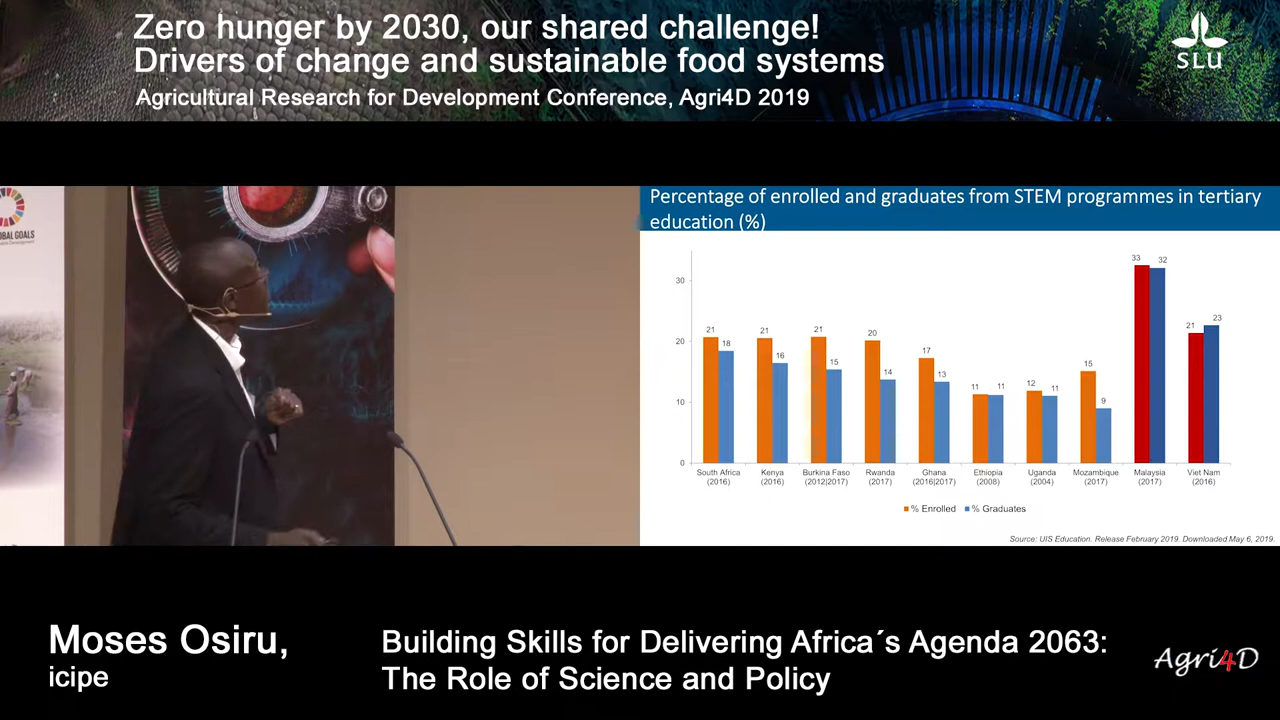 Zero hunger by 2030, our shared challenge!
Drivers of change and sustainable food systems
Agricultural Research for Development Conference, Agri4D 2019
SLU
OBAL GOALS
Percentage of enrolled and graduates from STEM programmes in tertiary
education (%)
30
20
10
0
21 18
21 16
21 15
20 14
17 13
11 11
12 11
15 9
33 32
21 23
South Africa
(2016)
Kenya
(2016)
Burkina Faso
(2012|2017)
Rwanda
(2017)
Ghana
(2016|2017)
Ethiopia
(2008)
Uganda
(2004)
Mozambique
(2017)
Malaysia
(2017)
Viet Nam
(2016)
% Enrolled % Graduates
Source: UIS Education. Release February 2019. Downloaded May 6, 2019.
Moses Osiru,
icipe
Building Skills for Delivering Africa´s Agenda 2063:
The Role of Science and Policy
Agri4D